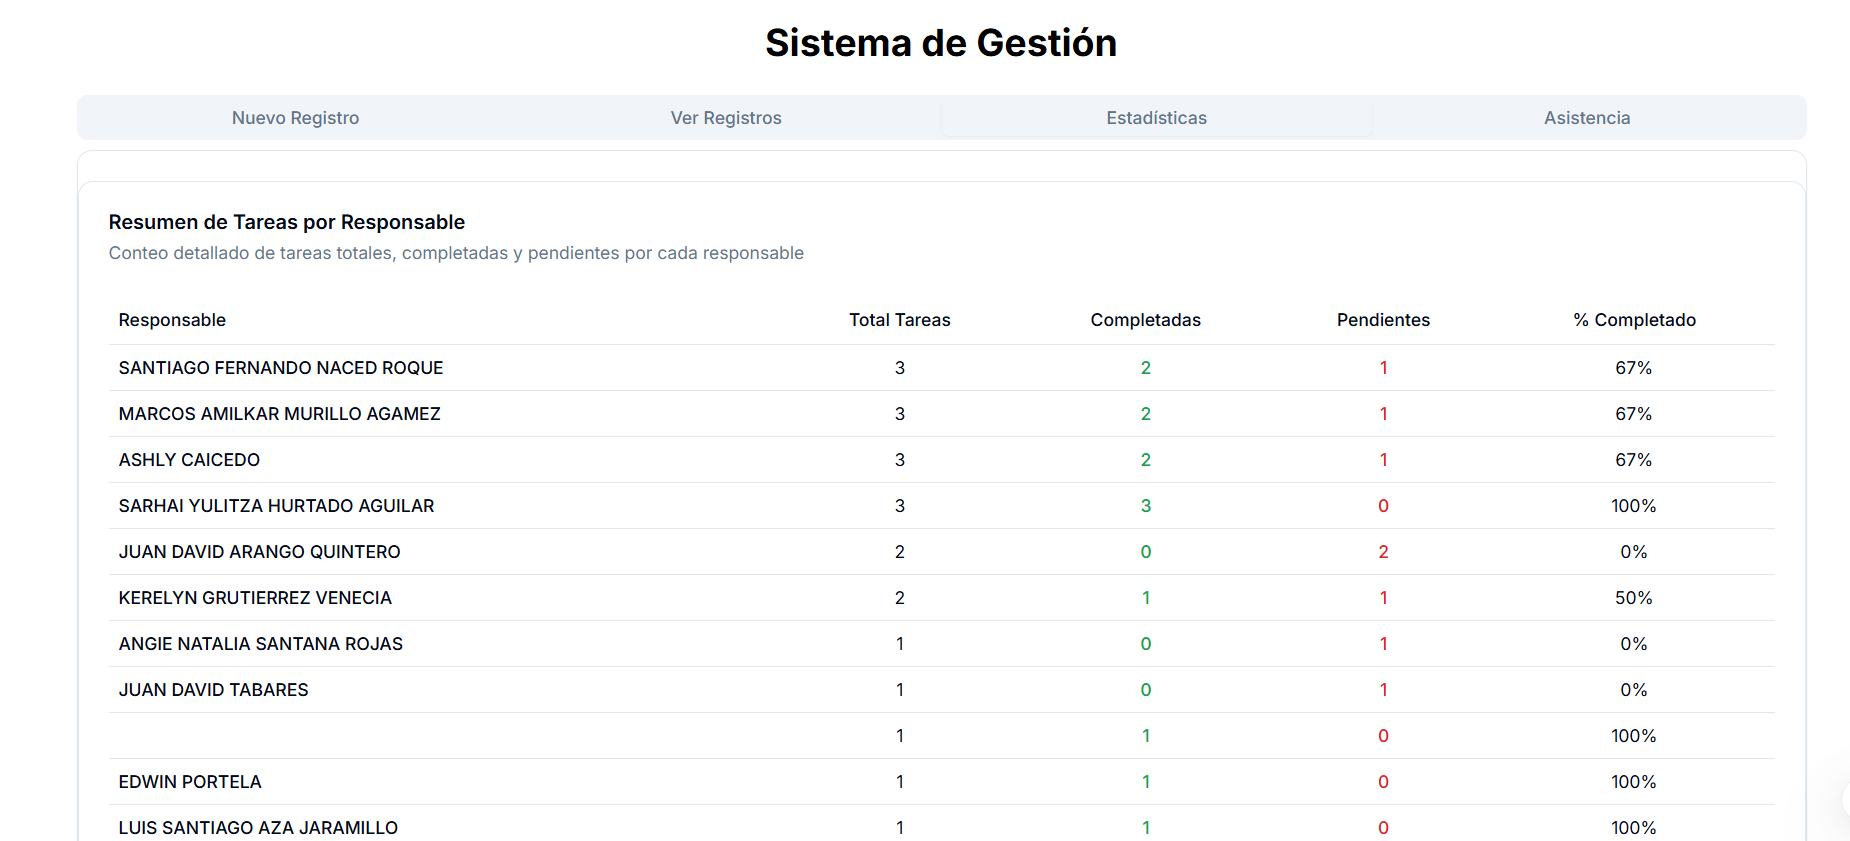 Sistema de Gestión
Nuevo Registro Ver Registros Estadísticas Asistencia
Resumen de Tareas por Responsable
Conteo detallado de tareas totales, completadas y pendientes por cada responsable
Responsable Total Tareas Completadas Pendientes % Completado
SANTIAGO FERNANDO NACED ROQUE 3 2 1 67%
MARCOS AMILKAR MURILLO AGAMEZ 3 2 1 67%
ASHLY CAICEDO 3 2 1 67%
SARHAI YULITZA HURTADO AGUILAR 3 3 0 100%
JUAN DAVID ARANGO QUINTERO 2 0 2 0%
KERELYN GRUTIERREZ VENECIA 2 1 1 50%
ANGIE NATALIA SANTANA ROJAS 1 0 1 0%
JUAN DAVID TABARES 1 0 1 0%
1 1 0 100%
EDWIN PORTELA 1 1 0 100%
LUIS SANTIAGO AZA JARAMILLO 1 1 0 100%